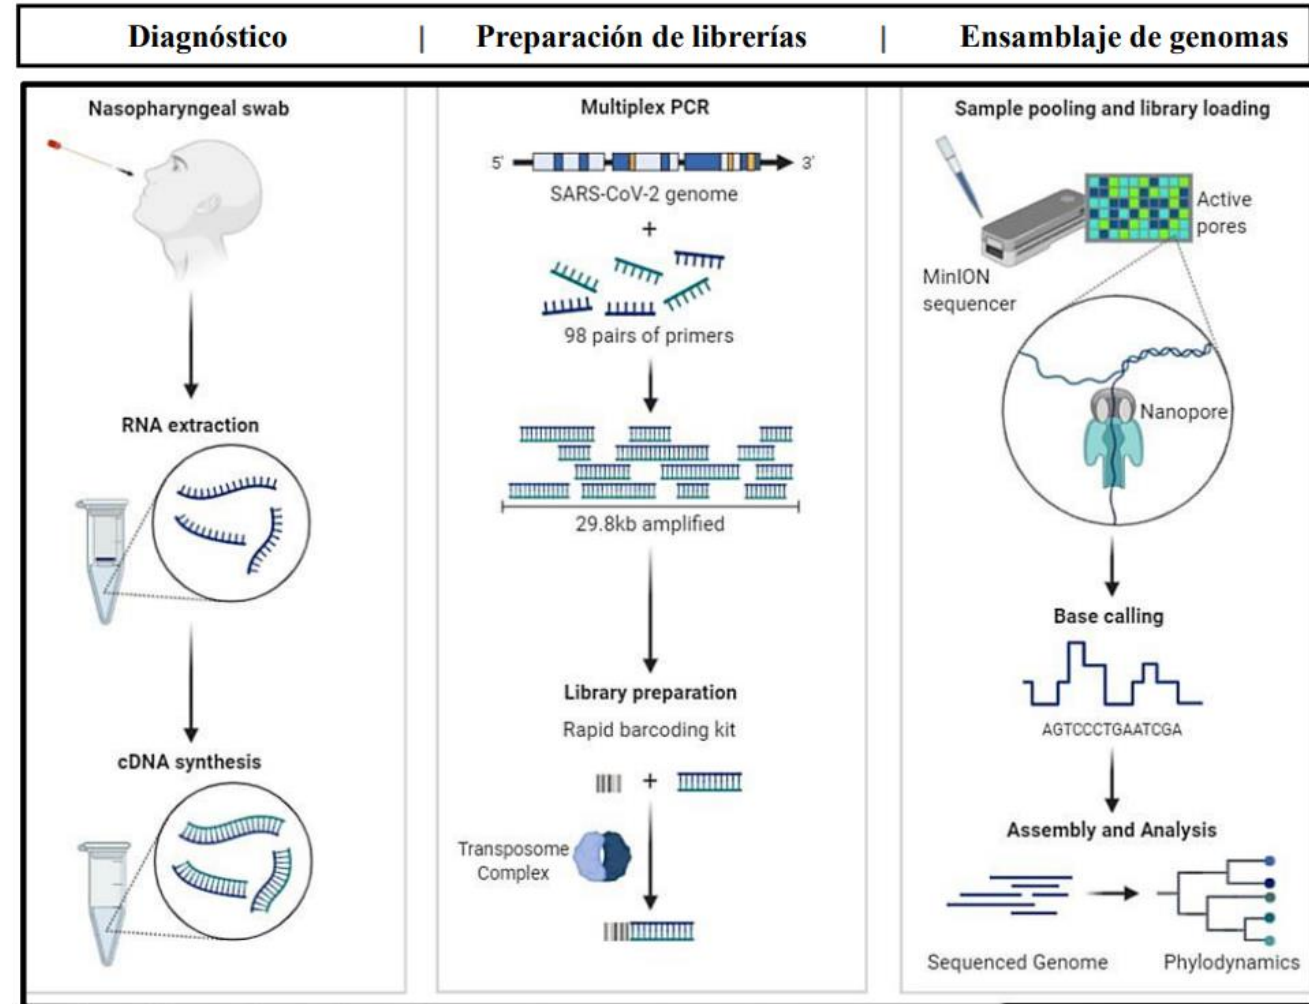 Diagnóstico | Preparación de librerías | Ensamblaje de genomas
Nasopharyngeal swab
RNA extraction
cDNA synthesis
Multiplex PCR
5' 3'
SARS-CoV-2 genome
+
98 pairs of primers
29.8kb amplified
Library preparation
Rapid barcoding kit
+
Transposome
Complex
Sample pooling and library loading
Active
pores
MinION
sequencer
Nanopore
Base calling
AGTCCCTGAATCGA
Assembly and Analysis
Sequenced Genome Phylodynamics